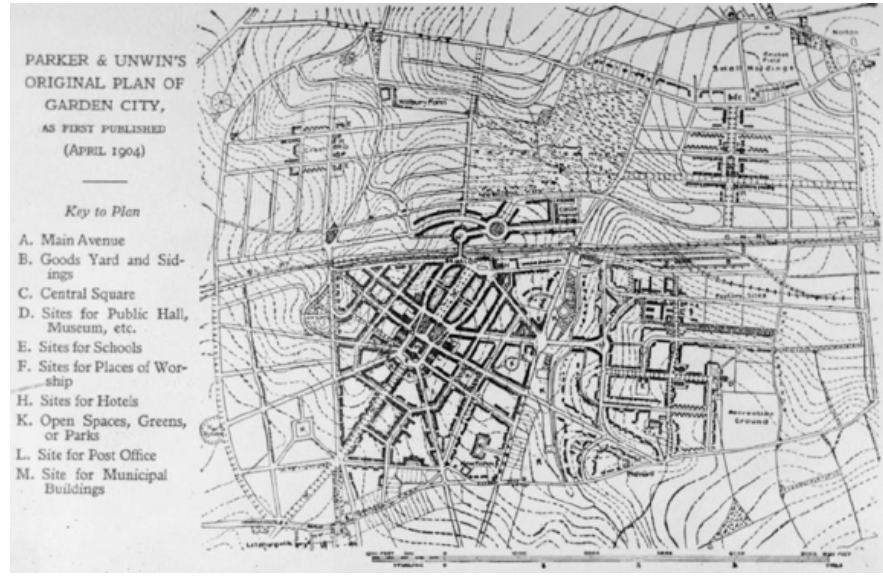 PARKER & UNWIN'S
ORIGINAL PLAN OF
GARDEN CITY,
AS FIRST PUBLISHED
(APRIL 1904)
Key to Plan
A. Main Avenue
B. Goods Yard and Sid-
ings
C. Central Square
D. Sites for Public Hall,
Museum, etc.
E. Sites for Schools
F. Sites for Places of Wor-
ship
H. Sites for Hotels
K. Open Spaces, Greens,
or Parks
L. Site for Post Office
M. Site for Municipal
Buildings
Norton
Small Holdings
Factory Sites
Recreation
Ground